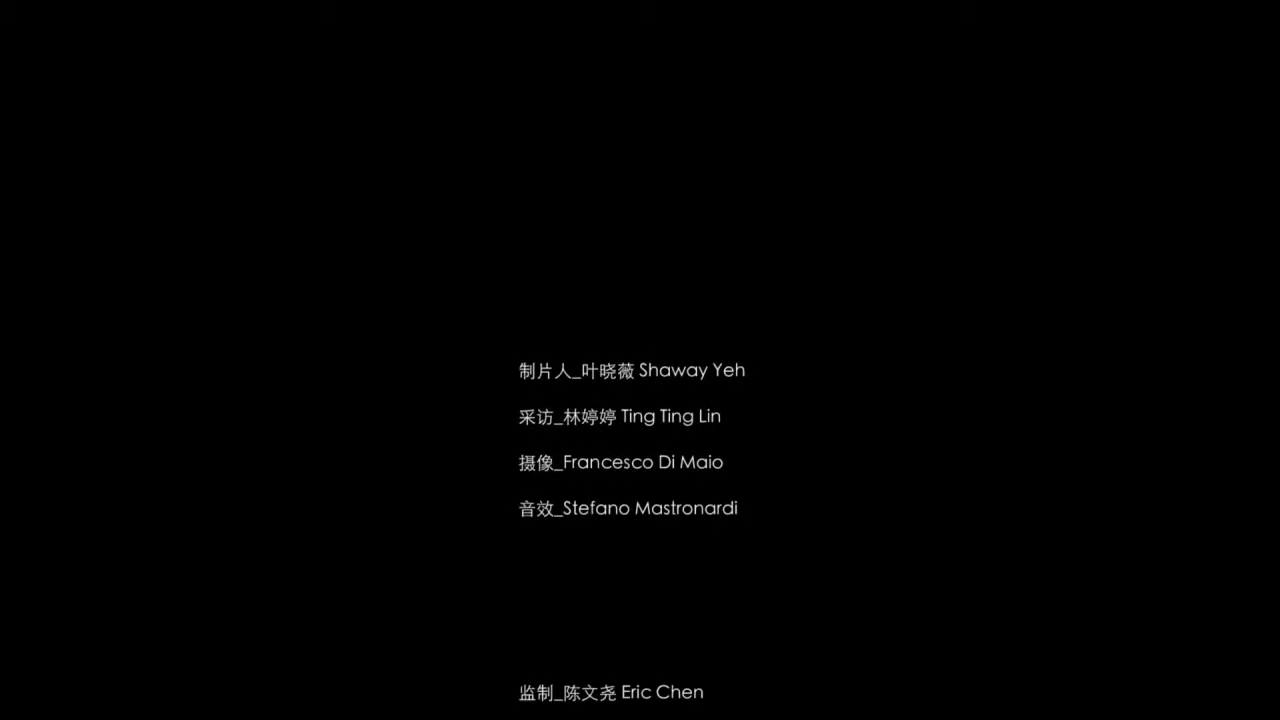 制片人_叶晓薇 Shaway Yeh
采访_林婷婷 Ting Ting Lin
摄像_Francesco Di Maio
音效_Stefano Mastronardi
监制_陈文尧 Eric Chen